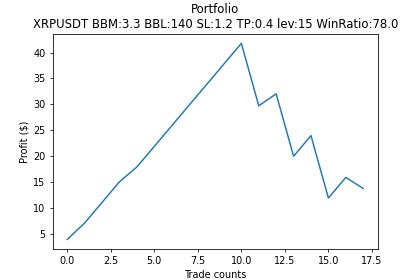 Portfolio
XRPUSDT BBM:3.3 BBL:140 SL:1.2 TP:0.4 lev:15 WinRatio:78.0
40
35
30
25
20
15
10
5
Profit ($)
0.0 2.5 5.0 7.5 10.0 12.5 15.0 17.5
Trade counts